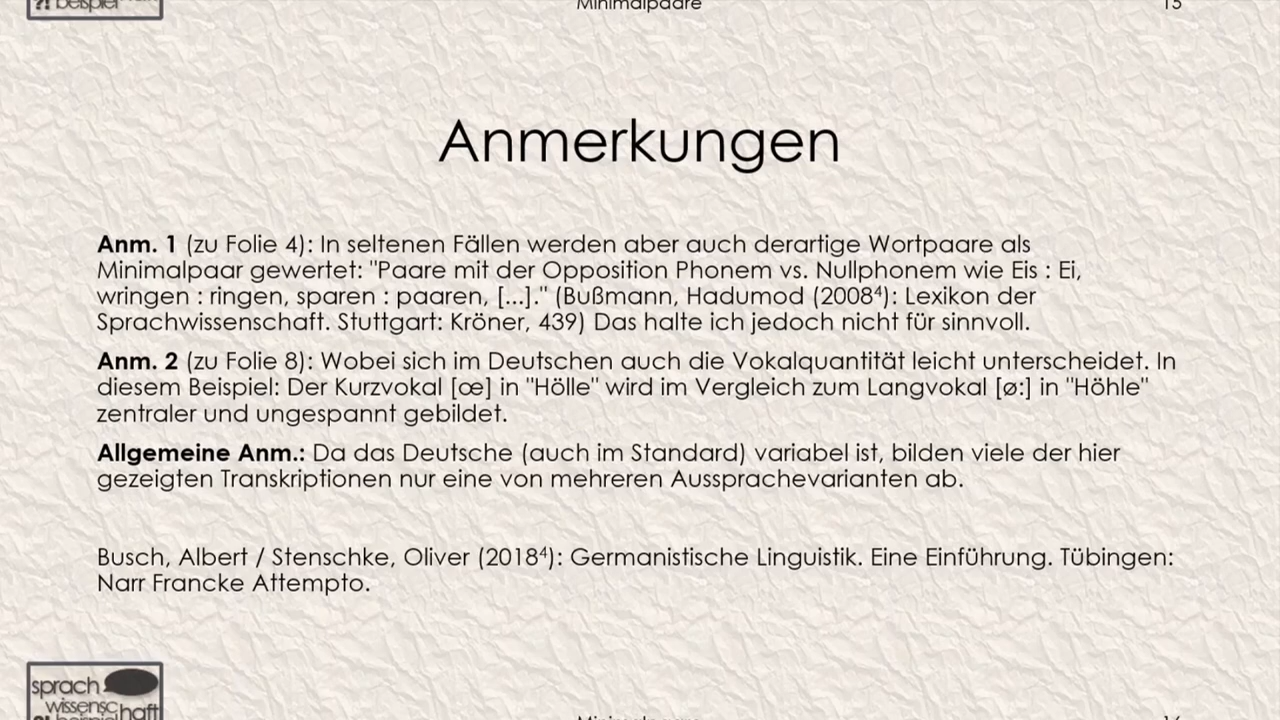 ?! beispiel haft
Minimalpaare
15
Anmerkungen
Anm. 1 (zu Folie 4): In seltenen Fällen werden aber auch derartige Wortpaare als
Minimalpaar gewertet: "Paare mit der Opposition Phonem vs. Nullphonem wie Eis : Ei,
wringen : ringen, sparen : paaren, [...]." (Bußmann, Hadumod (2008⁴): Lexikon der
Sprachwissenschaft. Stuttgart: Kröner, 439) Das halte ich jedoch nicht für sinnvoll.
Anm. 2 (zu Folie 8): Wobei sich im Deutschen auch die Vokalquantität leicht unterscheidet. In
diesem Beispiel: Der Kurzvokal [œ] in "Hölle" wird im Vergleich zum Langvokal [ø:] in "Höhle"
zentraler und ungespannt gebildet.
Allgemeine Anm.: Da das Deutsche (auch im Standard) variabel ist, bilden viele der hier
gezeigten Transkriptionen nur eine von mehreren Aussprachevarianten ab.
Busch, Albert / Stenschke, Oliver (2018⁴): Germanistische Linguistik. Eine Einführung. Tübingen:
Narr Francke Attempto.
sprach
wissensc
?! beispiel haft
Minimalpaare
16